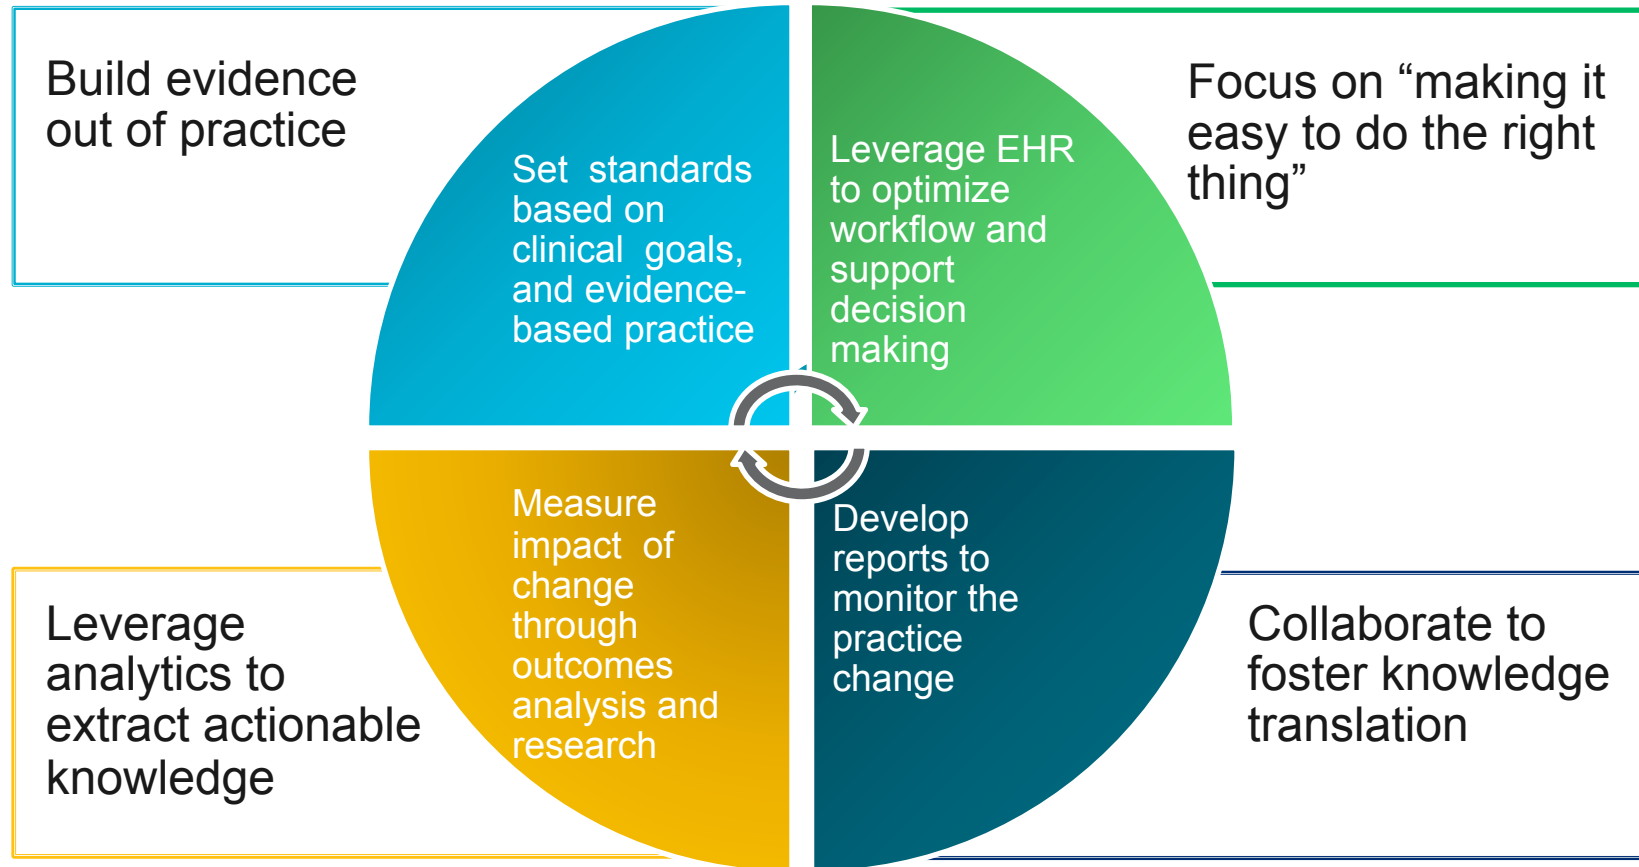 Build evidence
out of practice
Set standards
based on
clinical goals,
and evidence-
based practice
Leverage EHR
to optimize
workflow and
support
decision
making
Focus on “making it
easy to do the right
thing”
Leverage
analytics to
extract actionable
knowledge
Measure
impact of
change
through
outcomes
analysis and
research
Develop
reports to
monitor the
practice
change
Collaborate to
foster knowledge
translation